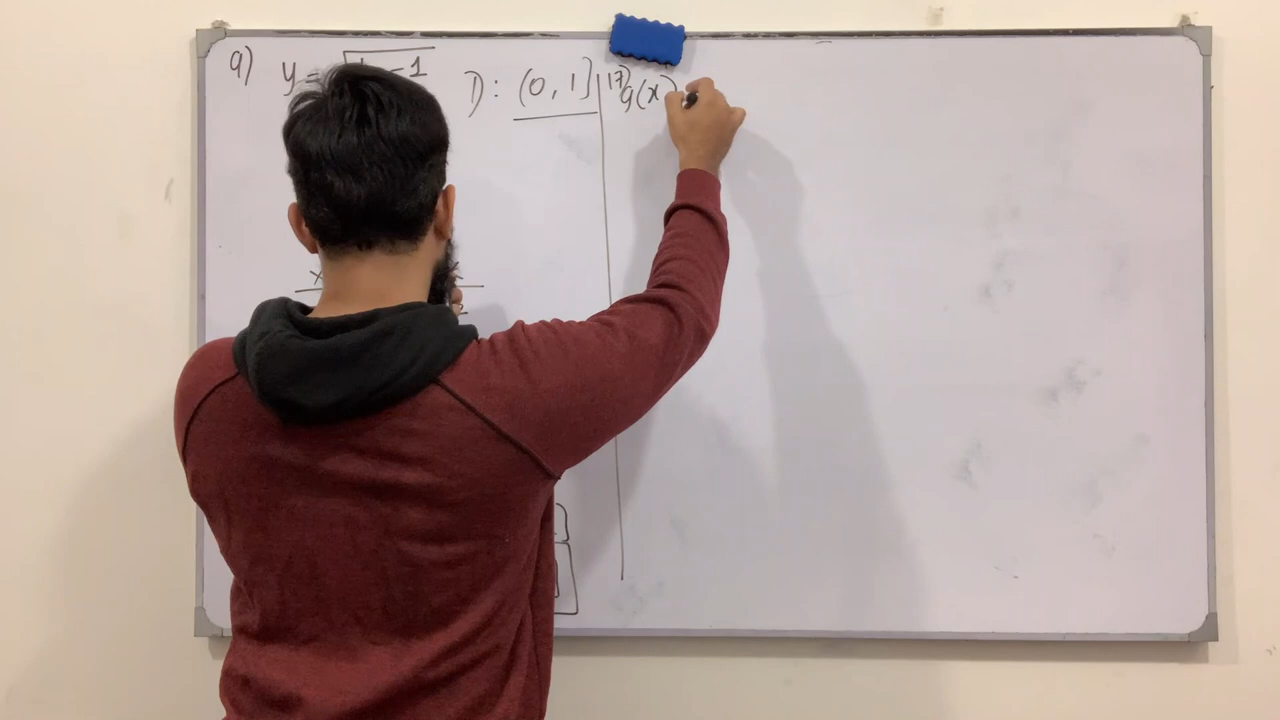 9) y = √ -1 D: (0, 1]
17) g(x)